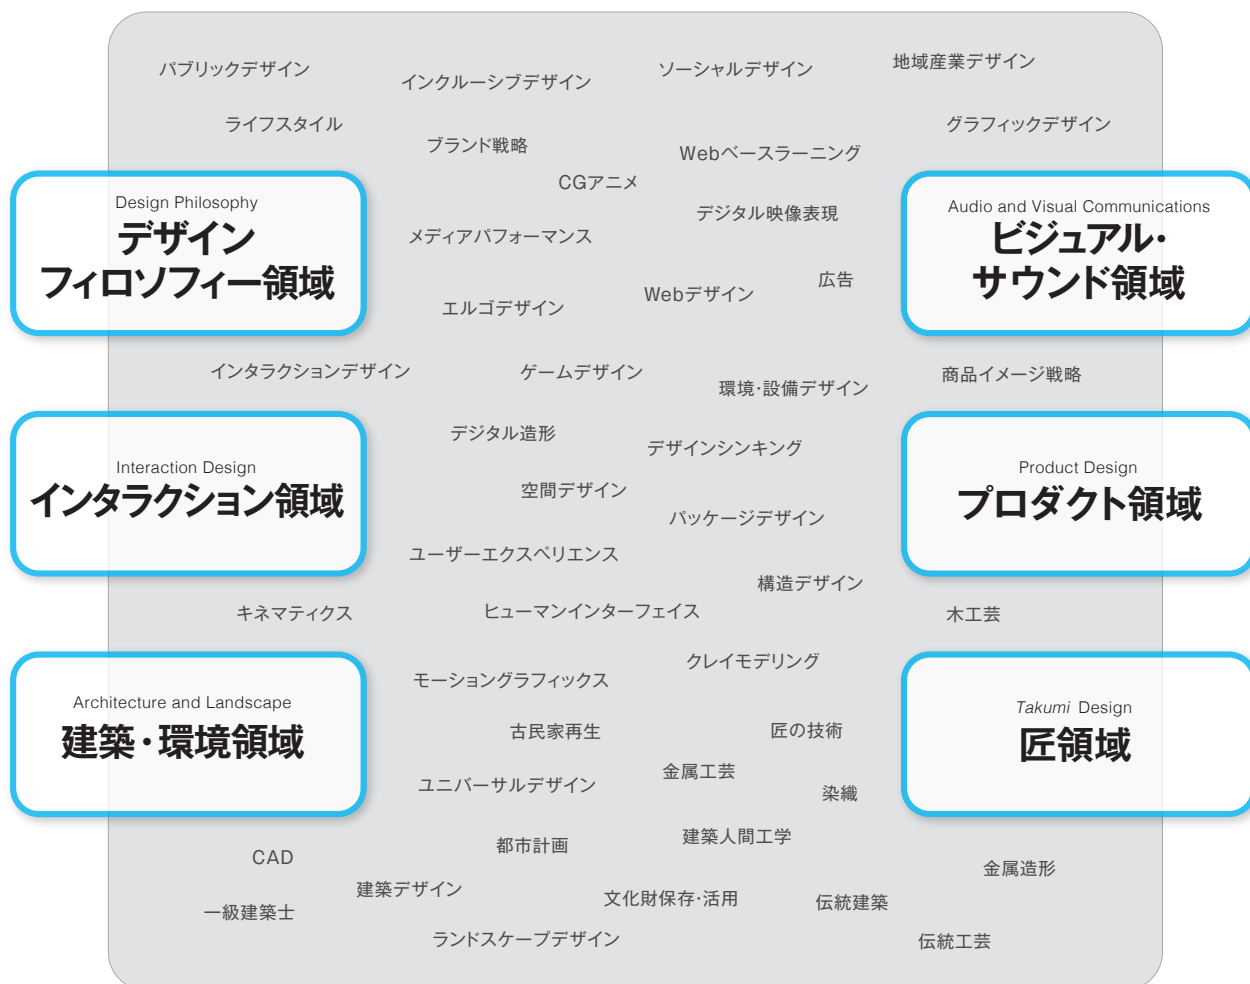 パブリックデザイン
インクルーシブデザイン
ソーシャルデザイン
地域産業デザイン
ライフスタイル
ブランド戦略
Webベースラーニング
グラフィックデザイン
CGアニメ
デジタル映像表現
Design Philosophy
デザイン
フィロソフィー領域
メディアパフォーマンス
Audio and Visual Communications
ビジュアル・
サウンド領域
エルゴデザイン
Webデザイン
広告
インタラクションデザイン
ゲームデザイン
環境・設備デザイン
商品イメージ戦略
デジタル造形
デザインシンキング
Interaction Design
インタラクション領域
空間デザイン
パッケージデザイン
Product Design
プロダクト領域
ユーザーエクスペリエンス
構造デザイン
キネマティクス
ヒューマンインターフェイス
木工芸
クレイモデリング
モーショングラフィックス
Architecture and Landscape
建築・環境領域
古民家再生
匠の技術
Takumi Design
匠領域
ユニバーサルデザイン
金属工芸
染織
都市計画
建築人間工学
CAD
金属造形
建築デザイン
文化財保存・活用
伝統建築
一級建築士
ランドスケープデザイン
伝統工芸